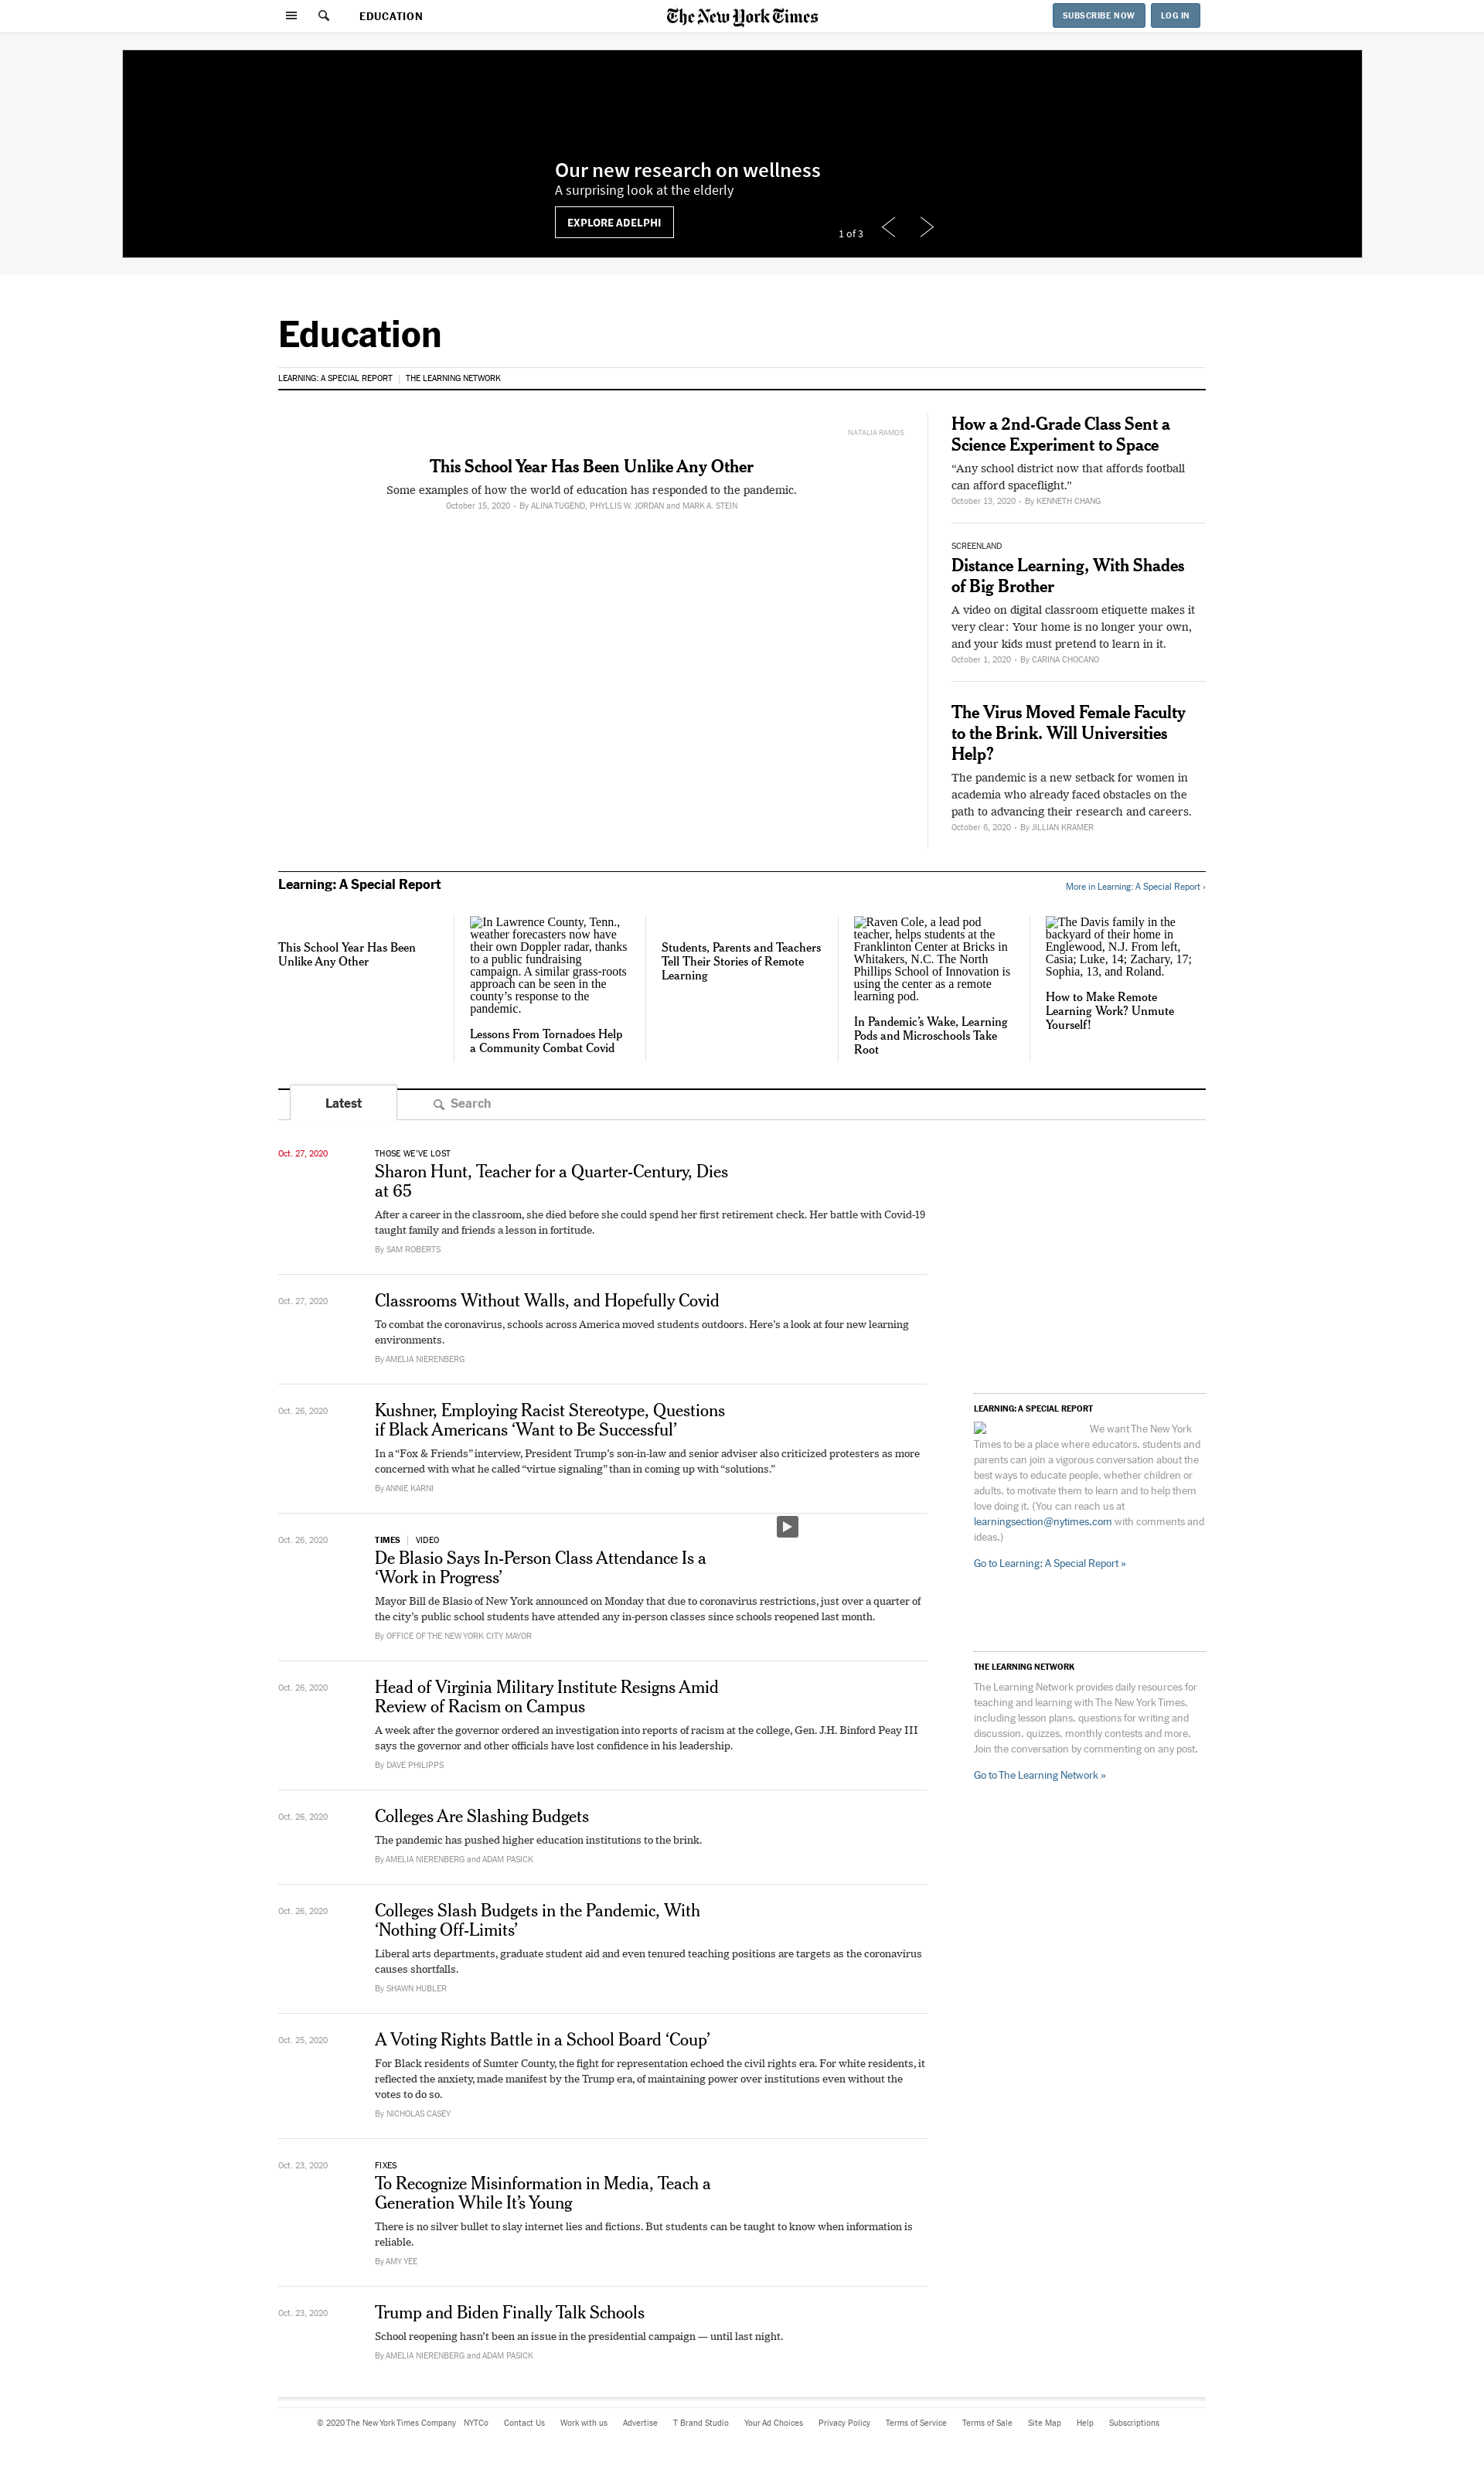 EDUCATION
The New York Times
SUBSCRIBE NOW
LOG IN
Our new research on wellness
A surprising look at the elderly
EXPLORE ADELPHI
1 of 3
Education
LEARNING: A SPECIAL REPORT | THE LEARNING NETWORK
NATALIA RAMOS
This School Year Has Been Unlike Any Other
Some examples of how the world of education has responded to the pandemic.
October 15, 2020 • By ALINA TUGEND, PHYLLIS W. JORDAN and MARK A. STEIN
How a 2nd-Grade Class Sent a
Science Experiment to Space
“Any school district now that affords football
can afford spaceflight.”
October 13, 2020 • By KENNETH CHANG
SCREENLAND
Distance Learning, With Shades
of Big Brother
A video on digital classroom etiquette makes it
very clear: Your home is no longer your own,
and your kids must pretend to learn in it.
October 1, 2020 • By CARINA CHOCANO
The Virus Moved Female Faculty
to the Brink. Will Universities
Help?
The pandemic is a new setback for women in
academia who already faced obstacles on the
path to advancing their research and careers.
October 6, 2020 • By JILLIAN KRAMER
Learning: A Special Report
More in Learning: A Special Report ›
This School Year Has Been
Unlike Any Other
In Lawrence County, Tenn.,
weather forecasters now have
their own Doppler radar, thanks
to a public fundraising
campaign. A similar grass-roots
approach can be seen in the
county’s response to the
pandemic.
Lessons From Tornadoes Help
a Community Combat Covid
Students, Parents and Teachers
Tell Their Stories of Remote
Learning
Raven Cole, a lead pod
teacher, helps students at the
Franklinton Center at Bricks in
Whitakers, N.C. The North
Phillips School of Innovation is
using the center as a remote
learning pod.
In Pandemic’s Wake, Learning
Pods and Microschools Take
Root
The Davis family in the
backyard of their home in
Englewood, N.J. From left,
Casia; Luke, 14; Zachary, 17;
Sophia, 13, and Roland.
How to Make Remote
Learning Work? Unmute
Yourself!
Latest
Search
Oct. 27, 2020
THOSE WE’VE LOST
Sharon Hunt, Teacher for a Quarter-Century, Dies
at 65
After a career in the classroom, she died before she could spend her first retirement check. Her battle with Covid-19
taught family and friends a lesson in fortitude.
By SAM ROBERTS
Oct. 27, 2020
Classrooms Without Walls, and Hopefully Covid
To combat the coronavirus, schools across America moved students outdoors. Here’s a look at four new learning
environments.
By AMELIA NIERENBERG
Oct. 26, 2020
Kushner, Employing Racist Stereotype, Questions
if Black Americans ‘Want to Be Successful’
In a “Fox & Friends” interview, President Trump’s son-in-law and senior adviser also criticized protesters as more
concerned with what he called “virtue signaling” than in coming up with “solutions.”
By ANNIE KARNI
Oct. 26, 2020
TIMES | VIDEO
De Blasio Says In-Person Class Attendance Is a
‘Work in Progress’
Mayor Bill de Blasio of New York announced on Monday that due to coronavirus restrictions, just over a quarter of
the city’s public school students have attended any in-person classes since schools reopened last month.
By OFFICE OF THE NEW YORK CITY MAYOR
Oct. 26, 2020
Head of Virginia Military Institute Resigns Amid
Review of Racism on Campus
A week after the governor ordered an investigation into reports of racism at the college, Gen. J.H. Binford Peay III
says the governor and other officials have lost confidence in his leadership.
By DAVE PHILIPPS
Oct. 26, 2020
Colleges Are Slashing Budgets
The pandemic has pushed higher education institutions to the brink.
By AMELIA NIERENBERG and ADAM PASICK
Oct. 26, 2020
Colleges Slash Budgets in the Pandemic, With
‘Nothing Off-Limits’
Liberal arts departments, graduate student aid and even tenured teaching positions are targets as the coronavirus
causes shortfalls.
By SHAWN HUBLER
Oct. 25, 2020
A Voting Rights Battle in a School Board ‘Coup’
For Black residents of Sumter County, the fight for representation echoed the civil rights era. For white residents, it
reflected the anxiety, made manifest by the Trump era, of maintaining power over institutions even without the
votes to do so.
By NICHOLAS CASEY
Oct. 23, 2020
FIXES
To Recognize Misinformation in Media, Teach a
Generation While It’s Young
There is no silver bullet to slay internet lies and fictions. But students can be taught to know when information is
reliable.
By AMY YEE
Oct. 23, 2020
Trump and Biden Finally Talk Schools
School reopening hasn’t been an issue in the presidential campaign — until last night.
By AMELIA NIERENBERG and ADAM PASICK
LEARNING: A SPECIAL REPORT
We want The New York
Times to be a place where educators, students and
parents can join a vigorous conversation about the
best ways to educate people, whether children or
adults, to motivate them to learn and to help them
love doing it. (You can reach us at
learningsection@nytimes.com with comments and
ideas.)
Go to Learning: A Special Report »
THE LEARNING NETWORK
The Learning Network provides daily resources for
teaching and learning with The New York Times,
including lesson plans, questions for writing and
discussion, quizzes, monthly contests and more.
Join the conversation by commenting on any post.
Go to The Learning Network »
© 2020 The New York Times Company NYTCo Contact Us Work with us Advertise T Brand Studio Your Ad Choices Privacy Policy Terms of Service Terms of Sale Site Map Help Subscriptions